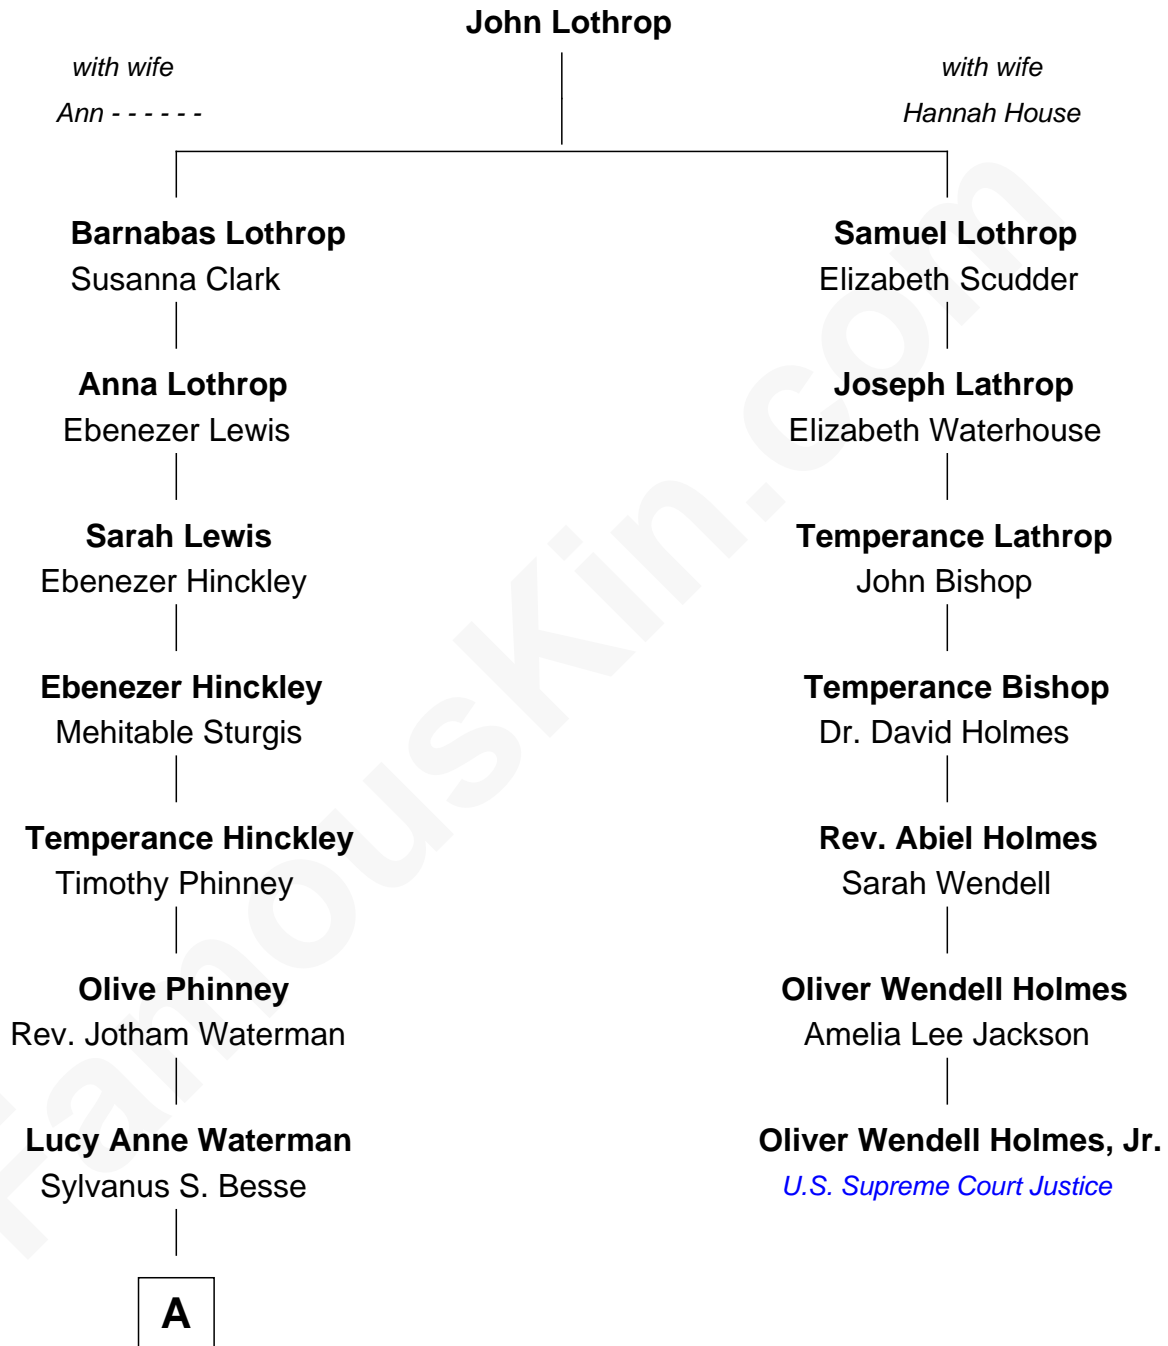 John Lothrop
with wife
Ann - - - - - -
with wife
Hannah House
Barnabas Lothrop
Susanna Clark
Samuel Lothrop
Elizabeth Scudder
Anna Lothrop
Ebenezer Lewis
Joseph Lathrop
Elizabeth Waterhouse
Sarah Lewis
Ebenezer Hinckley
Temperance Lathrop
John Bishop
Ebenezer Hinckley
Mehitable Sturgis
Temperance Bishop
Dr. David Holmes
Temperance Hinckley
Timothy Phinney
Rev. Abiel Holmes
Sarah Wendell
Olive Phinney
Rev. Jotham Waterman
Oliver Wendell Holmes
Amelia Lee Jackson
Lucy Anne Waterman
Sylvanus S. Besse
Oliver Wendell Holmes, Jr.
U.S. Supreme Court Justice
A
FamousKin.com